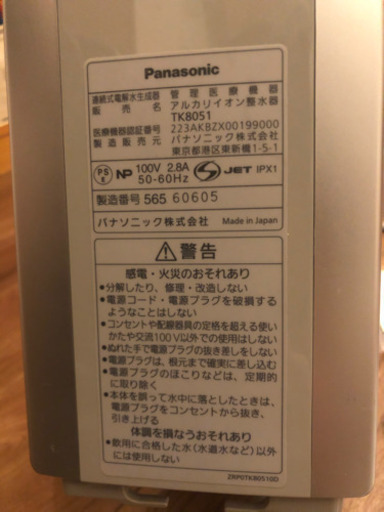 Panasonic
連続式電解水生成器 管理医療機器
販売名 アルカリイオン整水器
TK8051
医療機器認証番号 223AKBZX00199000
製造販売元 パナソニック株式会社
東京都港区東新橋1-5-1
PS E NP 100V 2.8A 50-60Hz S JET IPX1
製造番号 565 60605
パナソニック株式会社 Made in Japan
⚠警告
感電・火災のおそれあり
●分解したり、修理・改造しない
●電源コード・電源プラグを破損する
ようなことはしない
●コンセントや配線器具の定格を超える使い
かたや交流100V以外での使用はしない
●ぬれた手で電源プラグの抜き差しをしない
●電源プラグは、根元まで確実に差し込む
●電源プラグのほこりなどは、定期的
に取り除く
●本体を誤って水中に落としたときは、
電源プラグをコンセントから抜き、
引き上げる
体調を損なうおそれあり
●飲用に合格した水(水道水など)以外
には使用しない
ZRP0TK80510D